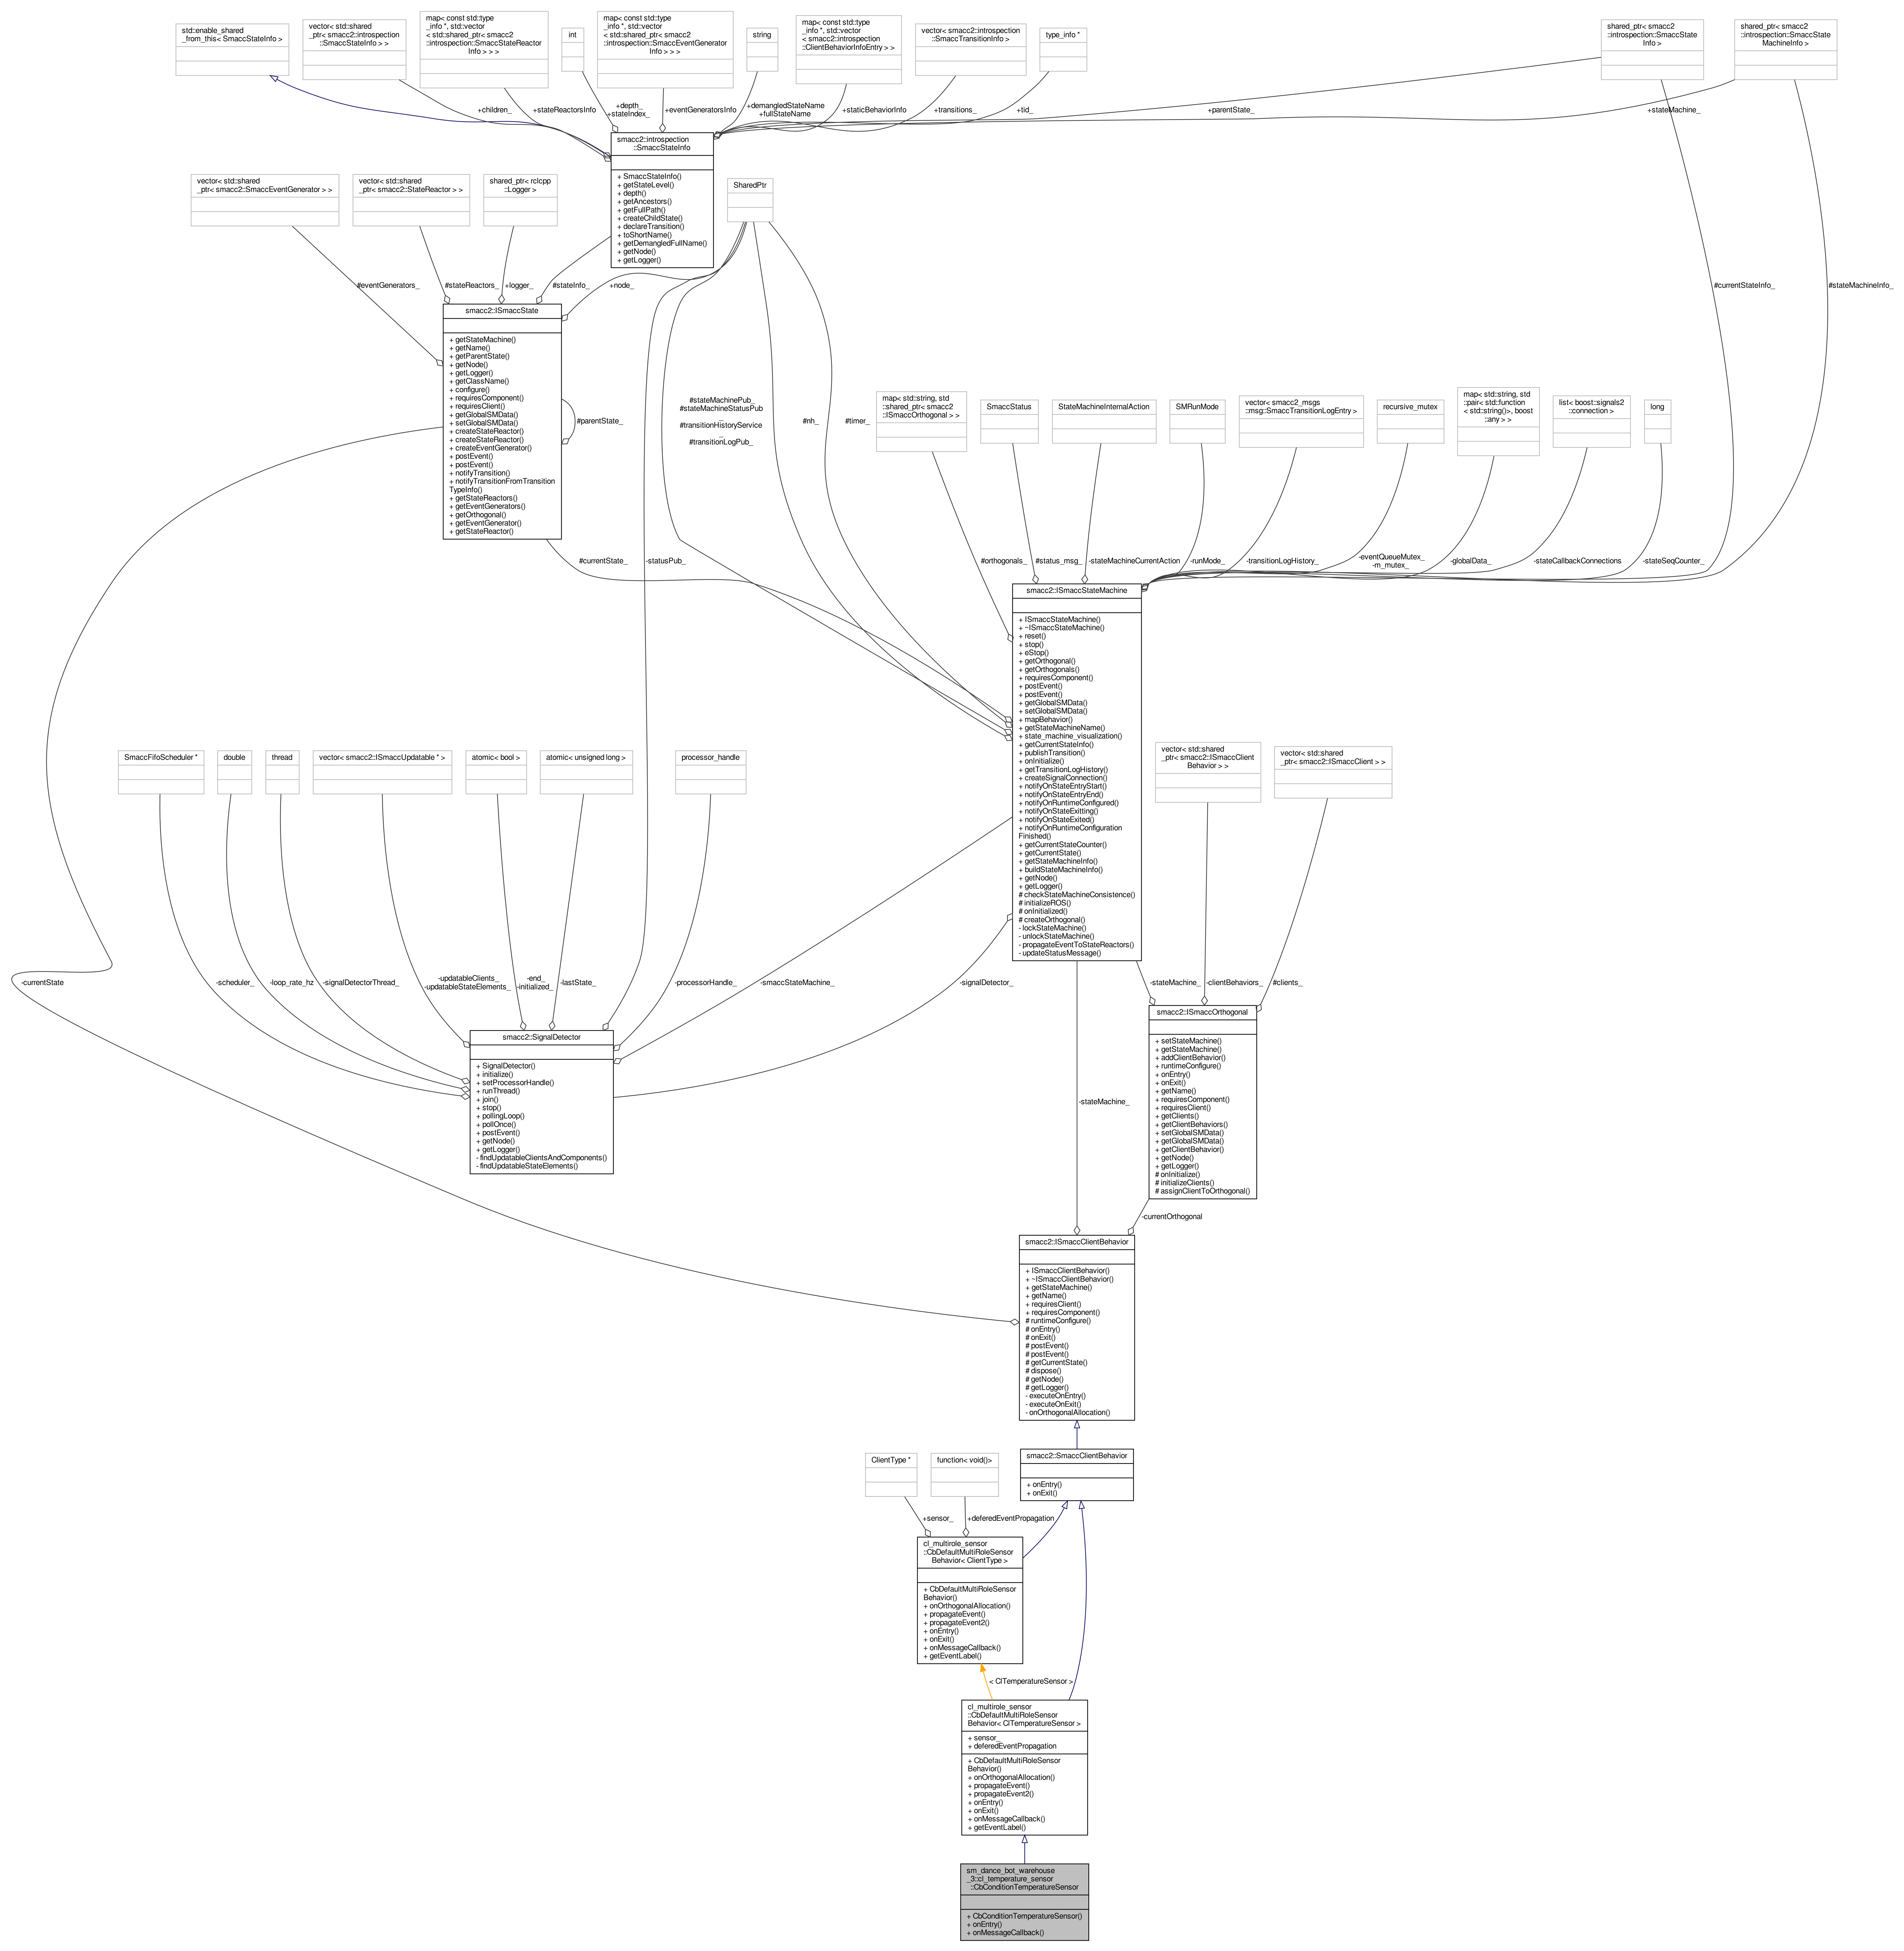 std::enable_shared
_from_this< SmaccStateInfo >
vector< std::shared
_ptr< smacc2::introspection
::SmaccStateInfo > >
map< const std::type
_info *, std::vector
< std::shared_ptr< smacc2
::introspection::SmaccStateReactor
Info > > >
int
map< const std::type
_info *, std::vector
< std::shared_ptr< smacc2
::introspection::SmaccEventGenerator
Info > > >
string
map< const std::type
_info *, std::vector
< smacc2::introspection
::ClientBehaviorInfoEntry > >
vector< smacc2::introspection
::SmaccTransitionInfo >
type_info *
shared_ptr< smacc2
::introspection::SmaccState
Info >
shared_ptr< smacc2
::introspection::SmaccState
MachineInfo >
+children_
+stateReactorsInfo
+depth_
+stateIndex_
+eventGeneratorsInfo
+demangledStateName
+fullStateName
+staticBehaviorInfo
+transitions_
+tid_
+parentState_
+stateMachine_
smacc2::introspection
::SmaccStateInfo
+ SmaccStateInfo()
+ getStateLevel()
+ depth()
+ getAncestors()
+ getFullPath()
+ createChildState()
+ declareTransition()
+ toShortName()
+ getDemangledFullName()
+ getNode()
+ getLogger()
vector< std::shared
_ptr< smacc2::SmaccEventGenerator > >
vector< std::shared
_ptr< smacc2::StateReactor > >
shared_ptr< rclcpp
::Logger >
SharedPtr
#eventGenerators_
#stateReactors_
+logger_
#stateInfo_
+node_
#currentStateInfo_
#stateMachineInfo_
smacc2::ISmaccState
+ getStateMachine()
+ getName()
+ getParentState()
+ getNode()
+ getLogger()
+ getClassName()
+ configure()
+ requiresComponent()
+ requiresClient()
+ getGlobalSMData()
+ setGlobalSMData()
+ createStateReactor()
+ createStateReactor()
+ createEventGenerator()
+ postEvent()
+ postEvent()
+ notifyTransition()
+ notifyTransitionFromTransition
TypeInfo()
+ getStateReactors()
+ getEventGenerators()
+ getOrthogonal()
+ getEventGenerator()
+ getStateReactor()
#parentState_
#stateMachinePub_
#stateMachineStatusPub
_
#transitionHistoryService
_
#transitionLogPub_
#nh_
#timer_
map< std::string, std
::shared_ptr< smacc2
::ISmaccOrthogonal > >
SmaccStatus
StateMachineInternalAction
SMRunMode
vector< smacc2_msgs
::msg::SmaccTransitionLogEntry >
recursive_mutex
map< std::string, std
::pair< std::function
< std::string()>, boost
::any > >
list< boost::signals2
::connection >
long
#currentState_
-statusPub_
#orthogonals_
#status_msg_
-stateMachineCurrentAction
-runMode_
-transitionLogHistory_
-eventQueueMutex_
-m_mutex_
-globalData_
-stateCallbackConnections
-stateSeqCounter_
smacc2::ISmaccStateMachine
+ ISmaccStateMachine()
+ ~ISmaccStateMachine()
+ reset()
+ stop()
+ eStop()
+ getOrthogonal()
+ getOrthogonals()
+ requiresComponent()
+ postEvent()
+ postEvent()
+ getGlobalSMData()
+ setGlobalSMData()
+ mapBehavior()
+ getStateMachineName()
+ state_machine_visualization()
+ getCurrentStateInfo()
+ publishTransition()
+ onInitialize()
+ getTransitionLogHistory()
+ createSignalConnection()
+ notifyOnStateEntryStart()
+ notifyOnStateEntryEnd()
+ notifyOnRuntimeConfigured()
+ notifyOnStateExitting()
+ notifyOnStateExited()
+ notifyOnRuntimeConfiguration
Finished()
+ getCurrentStateCounter()
+ getCurrentState()
+ getStateMachineInfo()
+ buildStateMachineInfo()
+ getNode()
+ getLogger()
# checkStateMachineConsistence()
# initializeROS()
# onInitialized()
# createOrthogonal()
- lockStateMachine()
- unlockStateMachine()
- propagateEventToStateReactors()
- updateStatusMessage()
SmaccFifoScheduler *
double
thread
vector< smacc2::ISmaccUpdatable * >
atomic< bool >
atomic< unsigned long >
processor_handle
vector< std::shared
_ptr< smacc2::ISmaccClient
Behavior > >
vector< std::shared
_ptr< smacc2::ISmaccClient > >
-currentState
-scheduler_
-loop_rate_hz
-signalDetectorThread_
-updatableClients_
-updatableStateElements_
-end_
-initialized_
-lastState_
-processorHandle_
-smaccStateMachine_
-signalDetector_
-stateMachine_
-clientBehaviors_
#clients_
smacc2::SignalDetector
+ SignalDetector()
+ initialize()
+ setProcessorHandle()
+ runThread()
+ join()
+ stop()
+ pollingLoop()
+ pollOnce()
+ postEvent()
+ getNode()
+ getLogger()
- findUpdatableClientsAndComponents()
- findUpdatableStateElements()
smacc2::ISmaccOrthogonal
+ setStateMachine()
+ getStateMachine()
+ addClientBehavior()
+ runtimeConfigure()
+ onEntry()
+ onExit()
+ getName()
+ requiresComponent()
+ requiresClient()
+ getClients()
+ getClientBehaviors()
+ setGlobalSMData()
+ getGlobalSMData()
+ getClientBehavior()
+ getNode()
+ getLogger()
# onInitialize()
# initializeClients()
# assignClientToOrthogonal()
-stateMachine_
-currentOrthogonal
smacc2::ISmaccClientBehavior
+ ISmaccClientBehavior()
+ ~ISmaccClientBehavior()
+ getStateMachine()
+ getName()
+ requiresClient()
+ requiresComponent()
# runtimeConfigure()
# onEntry()
# onExit()
# postEvent()
# postEvent()
# getCurrentState()
# dispose()
# getNode()
# getLogger()
- executeOnEntry()
- executeOnExit()
- onOrthogonalAllocation()
smacc2::SmaccClientBehavior
+ onEntry()
+ onExit()
ClientType *
function< void()>
+sensor_
+deferedEventPropagation
cl_multirole_sensor
::CbDefaultMultiRoleSensor
Behavior< ClientType >
+ CbDefaultMultiRoleSensor
Behavior()
+ onOrthogonalAllocation()
+ propagateEvent()
+ propagateEvent2()
+ onEntry()
+ onExit()
+ onMessageCallback()
+ getEventLabel()
< ClTemperatureSensor >
cl_multirole_sensor
::CbDefaultMultiRoleSensor
Behavior< ClTemperatureSensor >
+ sensor_
+ deferedEventPropagation
+ CbDefaultMultiRoleSensor
Behavior()
+ onOrthogonalAllocation()
+ propagateEvent()
+ propagateEvent2()
+ onEntry()
+ onExit()
+ onMessageCallback()
+ getEventLabel()
sm_dance_bot_warehouse
_3::cl_temperature_sensor
::CbConditionTemperatureSensor
+ CbConditionTemperatureSensor()
+ onEntry()
+ onMessageCallback()